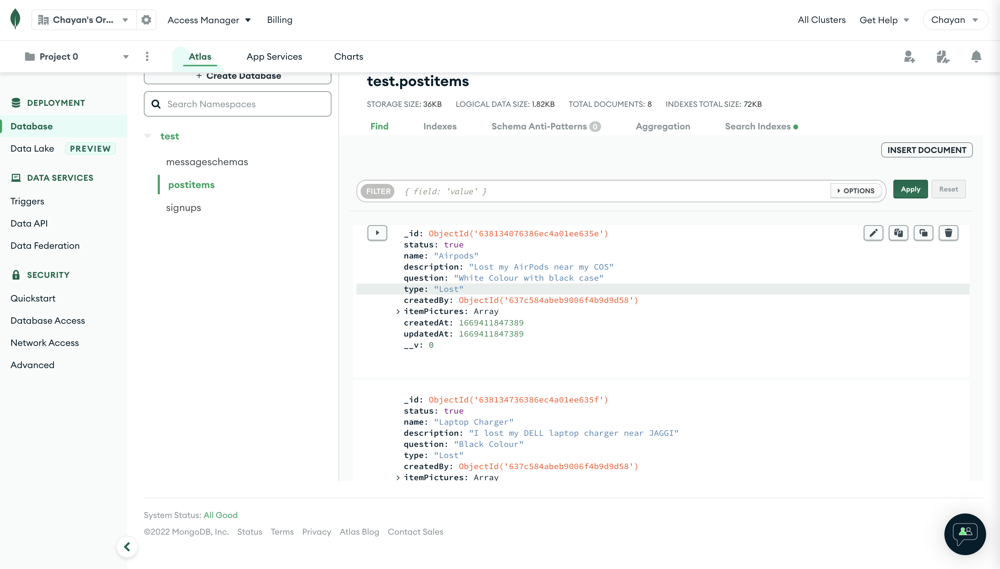 Chayan's Or...
Access Manager
Billing
All Clusters
Get Help
Chayan
Project 0
Atlas
App Services
Charts
+ Create Database
test.postitems
Search Namespaces
STORAGE SIZE: 36KB LOGICAL DATA SIZE: 1.82KB TOTAL DOCUMENTS: 8 INDEXES TOTAL SIZE: 72KB
DEPLOYMENT
Database
Data Lake PREVIEW
DATA SERVICES
Triggers
Data API
Data Federation
SECURITY
Quickstart
Database Access
Network Access
Advanced
test
messageschemas
postitems
signups
Find Indexes Schema Anti-Patterns 0 Aggregation Search Indexes
INSERT DOCUMENT
FILTER { field: 'value' } OPTIONS Apply Reset
_id: ObjectId('638134076386ec4a01ee635e')
status: true
name: "Airpods"
description: "Lost my AirPods near my COS"
question: "White Colour with black case"
type: "Lost"
createdBy: ObjectId('637c584abeb9006f4b9d9d58')
> itemPictures: Array
createdAt: 1669411847389
updatedAt: 1669411847389
__v: 0
_id: ObjectId('638134736386ec4a01ee635f')
status: true
name: "Laptop Charger"
description: "I lost my DELL laptop charger near JAGGI"
question: "Black Colour"
type: "Lost"
createdBy: ObjectId('637c584abeb9006f4b9d9d58')
> itemPictures: Array
System Status: All Good
©2022 MongoDB, Inc. Status Terms Privacy Atlas Blog Contact Sales